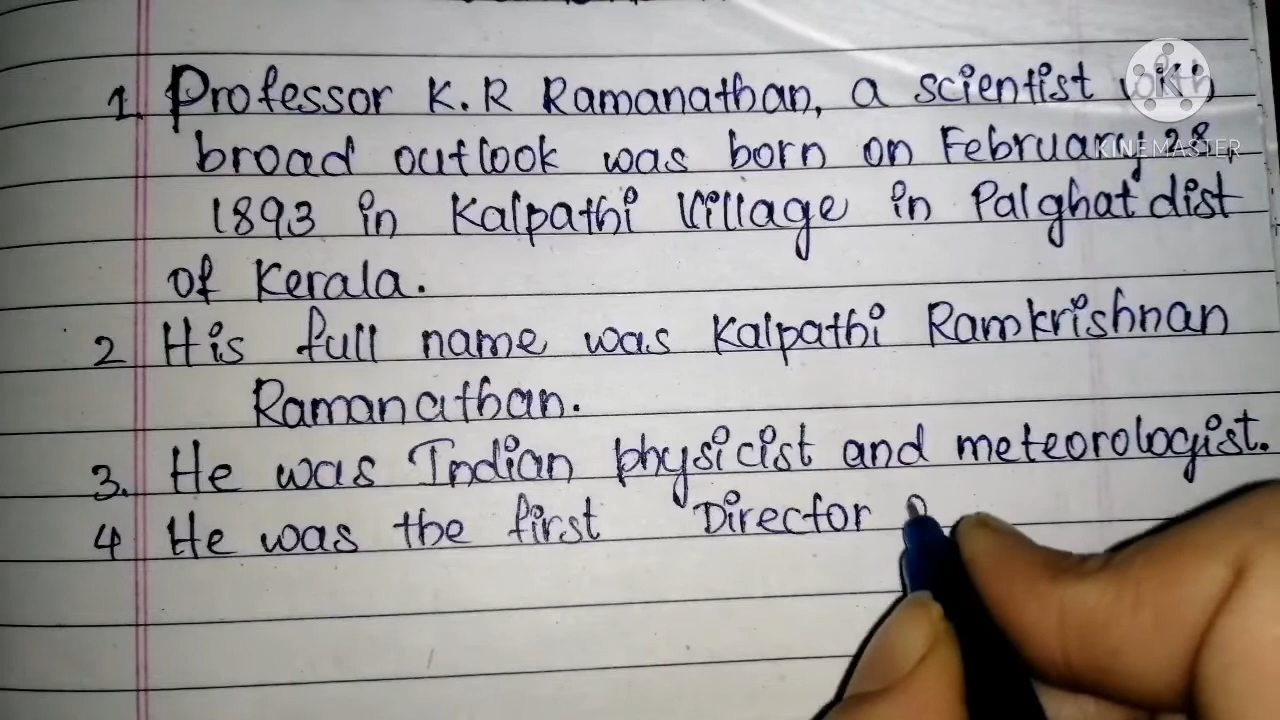 1. Professor K.R Ramanathan, a scientist with
broad outlook was born on February 28,
1893 in Kalpathi Village in Palghat dist
of Kerala.
2 His full name was Kalpathi Ramkrishnan
Ramanathan.
3. He was Indian physicist and meteorologist.
4 He was the first Director
K
KINEMASTER